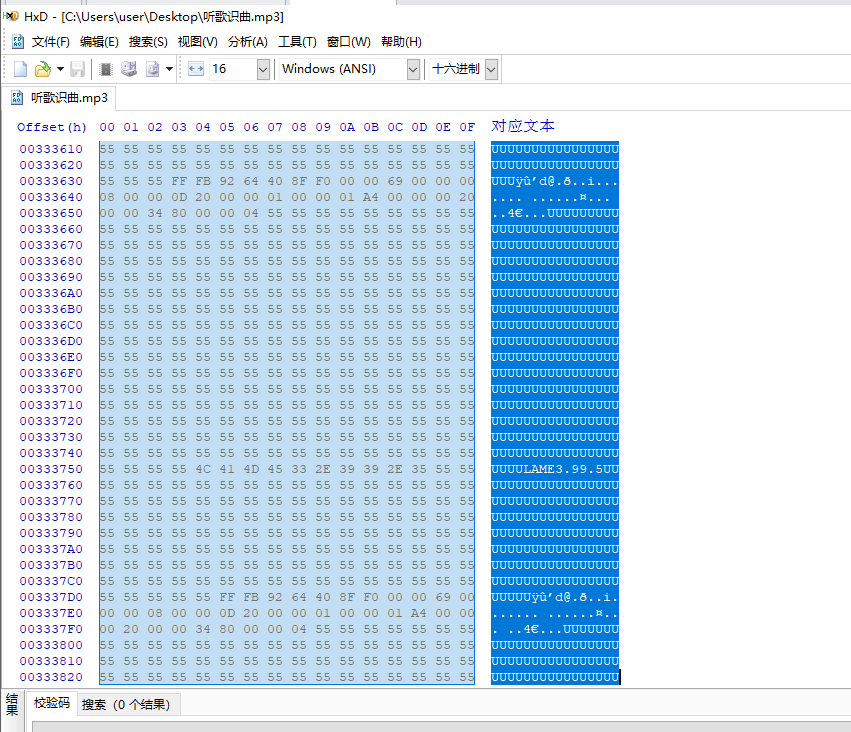 HxD - [C:\Users\user\Desktop\听歌识曲.mp3]
文件(F) 编辑(E) 搜索(S) 视图(V) 分析(A) 工具(T) 窗口(W) 帮助(H)
16 Windows (ANSI) 十六进制
听歌识曲.mp3
Offset(h) 00 01 02 03 04 05 06 07 08 09 0A 0B 0C 0D 0E 0F 对应文本
00333610 55 55 55 55 55 55 55 55 55 55 55 55 55 55 55 55 UUUUUUUUUUUUUUUU
00333620 55 55 55 55 55 55 55 55 55 55 55 55 55 55 55 55 UUUUUUUUUUUUUUUU
00333630 55 55 55 FF FB 92 64 40 8F F0 00 00 69 00 00 00 UUUÿû’d@.ð..i...
00333640 08 00 00 0D 20 00 00 01 00 00 01 A4 00 00 00 20 .... ......¤...
00333650 00 00 34 80 00 00 04 55 55 55 55 55 55 55 55 55 ..4€...UUUUUUUUU
00333660 55 55 55 55 55 55 55 55 55 55 55 55 55 55 55 55 UUUUUUUUUUUUUUUU
00333670 55 55 55 55 55 55 55 55 55 55 55 55 55 55 55 55 UUUUUUUUUUUUUUUU
00333680 55 55 55 55 55 55 55 55 55 55 55 55 55 55 55 55 UUUUUUUUUUUUUUUU
00333690 55 55 55 55 55 55 55 55 55 55 55 55 55 55 55 55 UUUUUUUUUUUUUUUU
003336A0 55 55 55 55 55 55 55 55 55 55 55 55 55 55 55 55 UUUUUUUUUUUUUUUU
003336B0 55 55 55 55 55 55 55 55 55 55 55 55 55 55 55 55 UUUUUUUUUUUUUUUU
003336C0 55 55 55 55 55 55 55 55 55 55 55 55 55 55 55 55 UUUUUUUUUUUUUUUU
003336D0 55 55 55 55 55 55 55 55 55 55 55 55 55 55 55 55 UUUUUUUUUUUUUUUU
003336E0 55 55 55 55 55 55 55 55 55 55 55 55 55 55 55 55 UUUUUUUUUUUUUUUU
003336F0 55 55 55 55 55 55 55 55 55 55 55 55 55 55 55 55 UUUUUUUUUUUUUUUU
00333700 55 55 55 55 55 55 55 55 55 55 55 55 55 55 55 55 UUUUUUUUUUUUUUUU
00333710 55 55 55 55 55 55 55 55 55 55 55 55 55 55 55 55 UUUUUUUUUUUUUUUU
00333720 55 55 55 55 55 55 55 55 55 55 55 55 55 55 55 55 UUUUUUUUUUUUUUUU
00333730 55 55 55 55 55 55 55 55 55 55 55 55 55 55 55 55 UUUUUUUUUUUUUUUU
00333740 55 55 55 55 55 55 55 55 55 55 55 55 55 55 55 55 UUUUUUUUUUUUUUUU
00333750 55 55 55 55 4C 41 4D 45 33 2E 39 39 2E 35 55 55 UUUULAME3.99.5UU
00333760 55 55 55 55 55 55 55 55 55 55 55 55 55 55 55 55 UUUUUUUUUUUUUUUU
00333770 55 55 55 55 55 55 55 55 55 55 55 55 55 55 55 55 UUUUUUUUUUUUUUUU
00333780 55 55 55 55 55 55 55 55 55 55 55 55 55 55 55 55 UUUUUUUUUUUUUUUU
00333790 55 55 55 55 55 55 55 55 55 55 55 55 55 55 55 55 UUUUUUUUUUUUUUUU
003337A0 55 55 55 55 55 55 55 55 55 55 55 55 55 55 55 55 UUUUUUUUUUUUUUUU
003337B0 55 55 55 55 55 55 55 55 55 55 55 55 55 55 55 55 UUUUUUUUUUUUUUUU
003337C0 55 55 55 55 55 55 55 55 55 55 55 55 55 55 55 55 UUUUUUUUUUUUUUUU
003337D0 55 55 55 55 55 FF FB 92 64 40 8F F0 00 00 69 00 UUUUUÿû’d@.ð..i.
003337E0 00 00 08 00 00 0D 20 00 00 01 00 00 01 A4 00 00 ...... ......¤..
003337F0 00 20 00 00 34 80 00 00 04 55 55 55 55 55 55 55 . ..4€...UUUUUUU
00333800 55 55 55 55 55 55 55 55 55 55 55 55 55 55 55 55 UUUUUUUUUUUUUUUU
00333810 55 55 55 55 55 55 55 55 55 55 55 55 55 55 55 55 UUUUUUUUUUUUUUUU
00333820 55 55 55 55 55 55 55 55 55 55 55 55 55 55 55 55 UUUUUUUUUUUUUUUU
结果
校验码 搜索 (0 个结果)